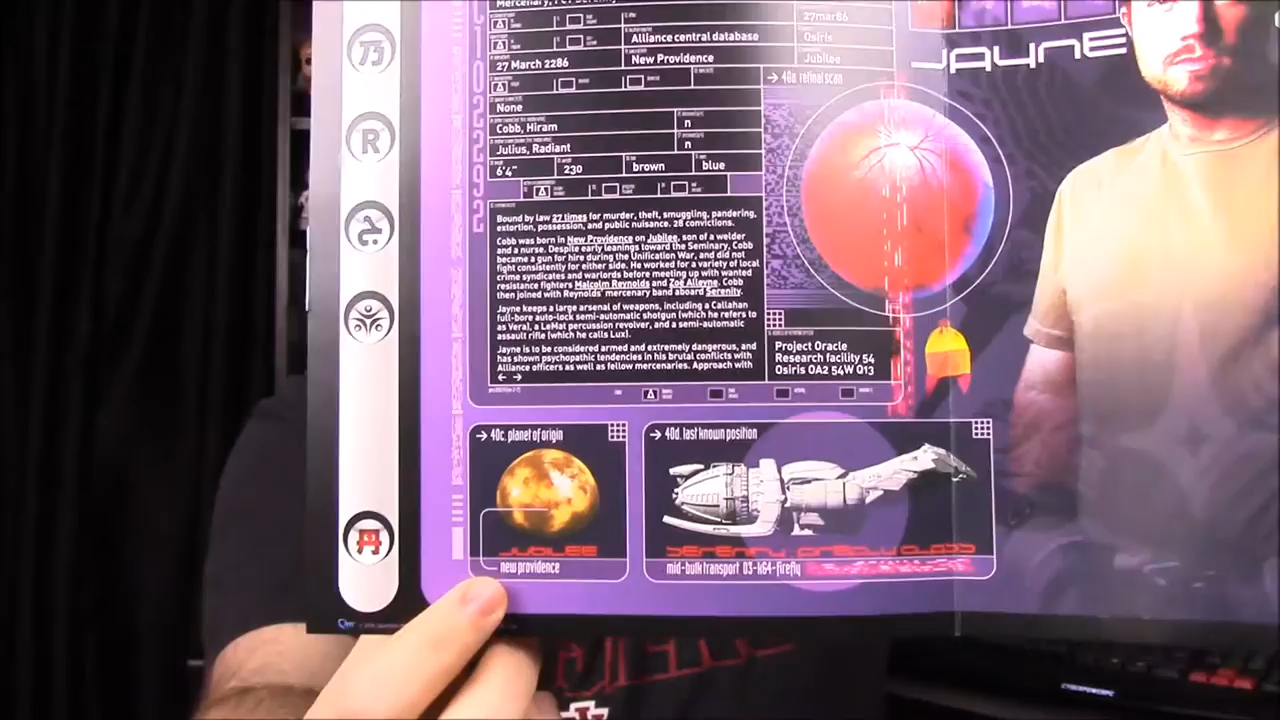 Mercenary, FCT Serenity
27mar86
Alliance central database
Osiris
27 March 2286
New Providence
Jubilee
→ 40a retinal scan
JAYNE
None
Cobb, Hiram
n
Julius, Radiant
n
6'4"
230
brown
blue
Bound by law 27 times for murder, theft, smuggling, pandering,
extortion, possession, and public nuisance. 28 convictions.
Cobb was born in New Providence on Jubilee, son of a welder
and a nurse. Despite early leanings toward the Seminary, Cobb
became a gun for hire during the Unification War, and did not
fight consistently for either side. He worked for a variety of local
crime syndicates and warlords before meeting up with wanted
resistance fighters Malcolm Reynolds and Zoë Alleyne. Cobb
then joined with Reynolds' mercenary band aboard Serenity.
Jayne keeps a large arsenal of weapons, including a Callahan
full-bore auto-lock semi-automatic shotgun (which he refers to
as Vera), a LeMat percussion revolver, and a semi-automatic
assault rifle (which he calls Lux).
Jayne is to be considered armed and extremely dangerous, and
has shown psychopathic tendencies in his brutal conflicts with
Alliance officers as well as fellow mercenaries. Approach with
← →
Project Oracle
Research facility 54
Osiris OA2 54W Q13
→ 40c. planet of origin
→ 40d. last known position
JUBILEE
SERENITY, FIREFLY CLASS
new providence
mid-bulk transport 03-k64-firefly
R
CYBERPOWERPC